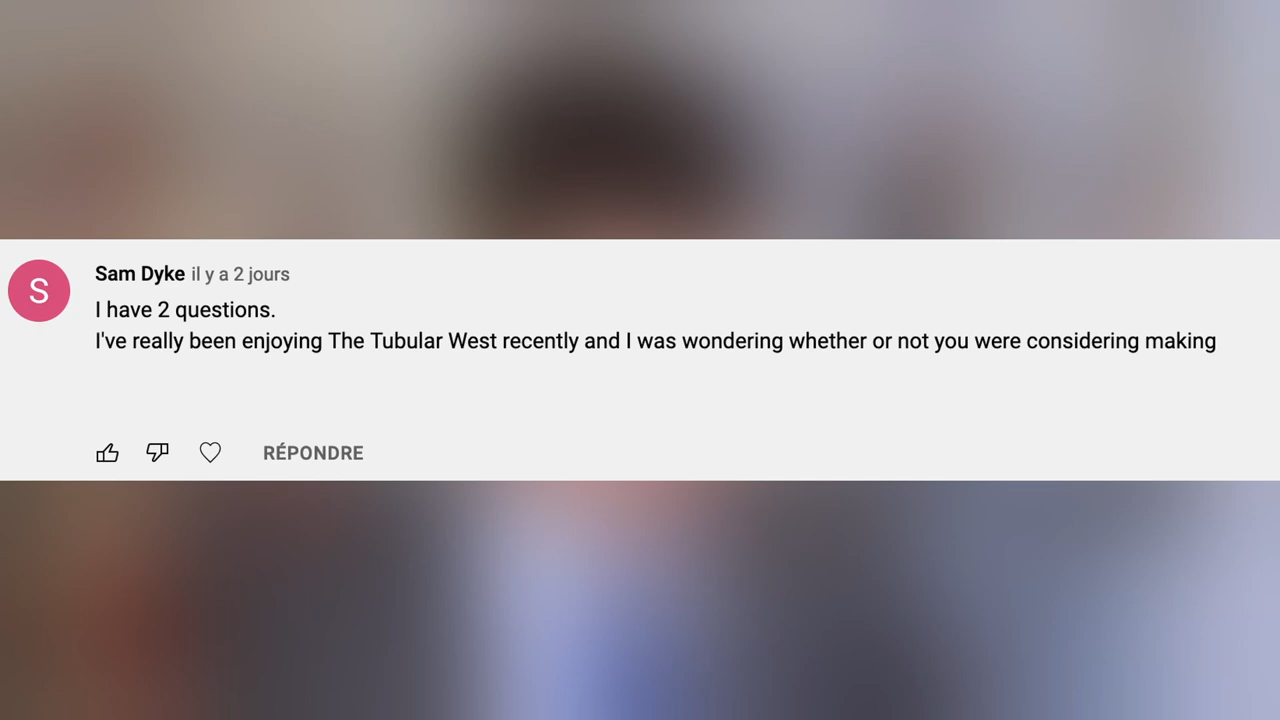 S
Sam Dyke il y a 2 jours
I have 2 questions.
I've really been enjoying The Tubular West recently and I was wondering whether or not you were considering making
RÉPONDRE